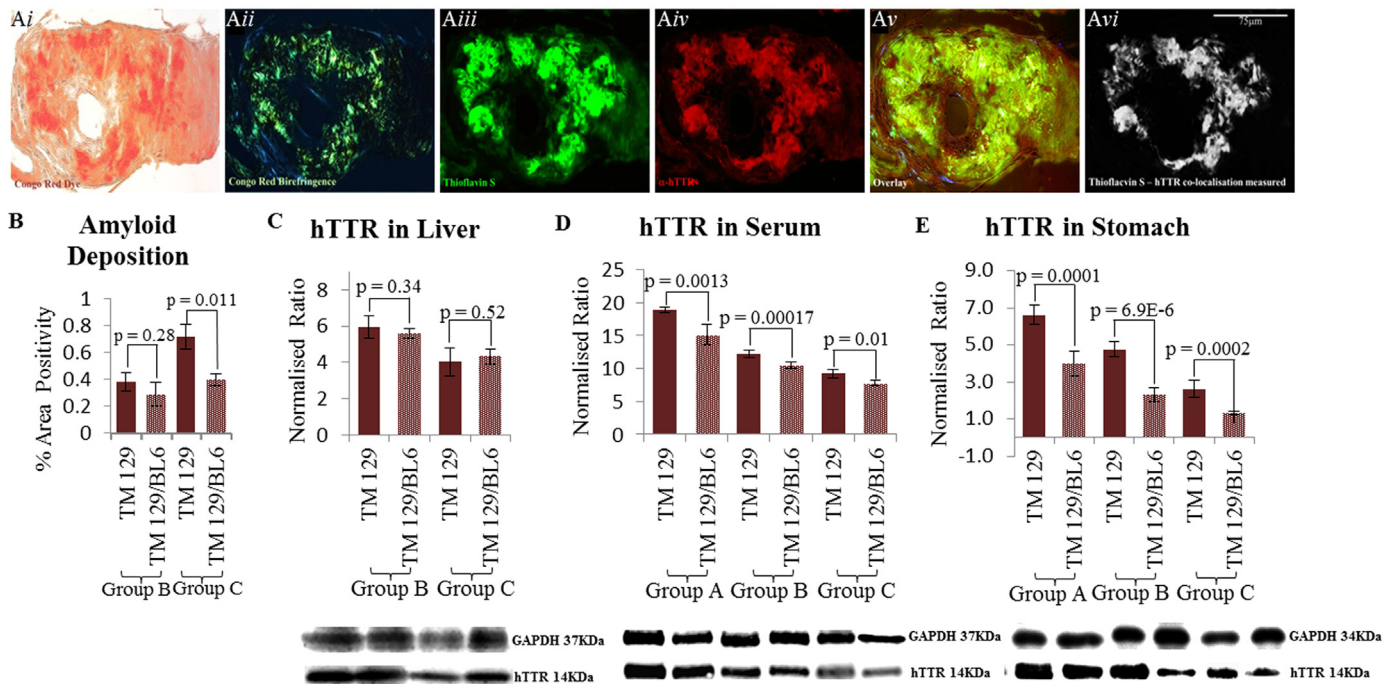 Ai
Aii
Aiii
Aiv
Av
Avi
75µm
Congo Red Dye
Congo Red Birefringence
Thioflavin S
α-hTTR
Overlay
Thioflacvin S – hTTR co-localisation measured
B
Amyloid
Deposition
% Area Positivity
1
0.8
0.6
0.4
0.2
0
p = 0.28
p = 0.011
TM 129
TM 129/BL6
TM 129
TM 129/BL6
Group B
Group C
C
hTTR in Liver
Normalised Ratio
8
6
4
2
0
p = 0.34
p = 0.52
TM 129
TM 129/BL6
TM 129
TM 129/BL6
Group B
Group C
GAPDH 37KDa
hTTR 14KDa
D
hTTR in Serum
Normalised Ratio
25
20
15
10
5
0
p = 0.0013
p = 0.00017
p = 0.01
TM 129
TM 129/BL6
TM 129
TM 129/BL6
TM 129
TM 129/BL6
Group A
Group B
Group C
GAPDH 37KDa
hTTR 14KDa
E
hTTR in Stomach
Normalised Ratio
9.0
7.0
5.0
3.0
1.0
-1.0
p = 0.0001
p = 6.9E-6
p = 0.0002
TM 129
TM 129/BL6
TM 129
TM 129/BL6
TM 129
TM 129/BL6
Group A
Group B
Group C
GAPDH 34KDa
hTTR 14KDa